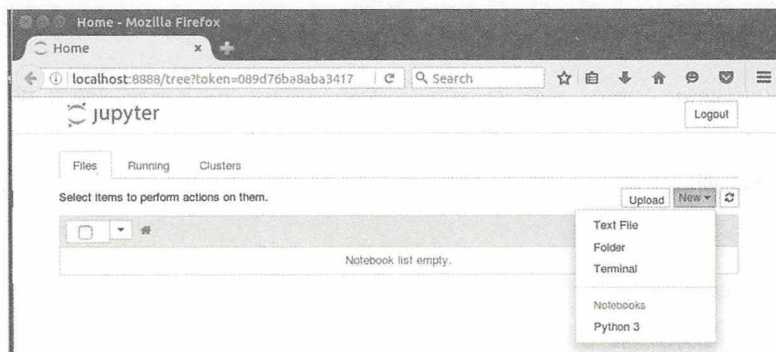 Home - Mozilla Firefox
Home ×
localhost:8888/tree?token=089d76ba8aba3417 Search
jupyter Logout
Files Running Clusters
Select items to perform actions on them. Upload New
Notebook list empty.
Text File
Folder
Terminal
Notebooks
Python 3